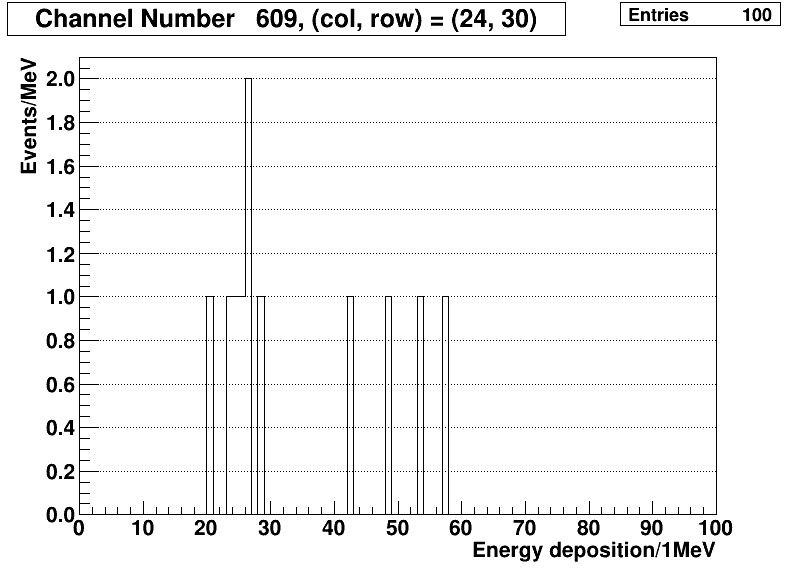 Channel Number 609, (col, row) = (24, 30)
Entries 100
Events/MeV
2.0
1.8
1.6
1.4
1.2
1.0
0.8
0.6
0.4
0.2
0.0
0 10 20 30 40 50 60 70 80 90 100
Energy deposition/1MeV